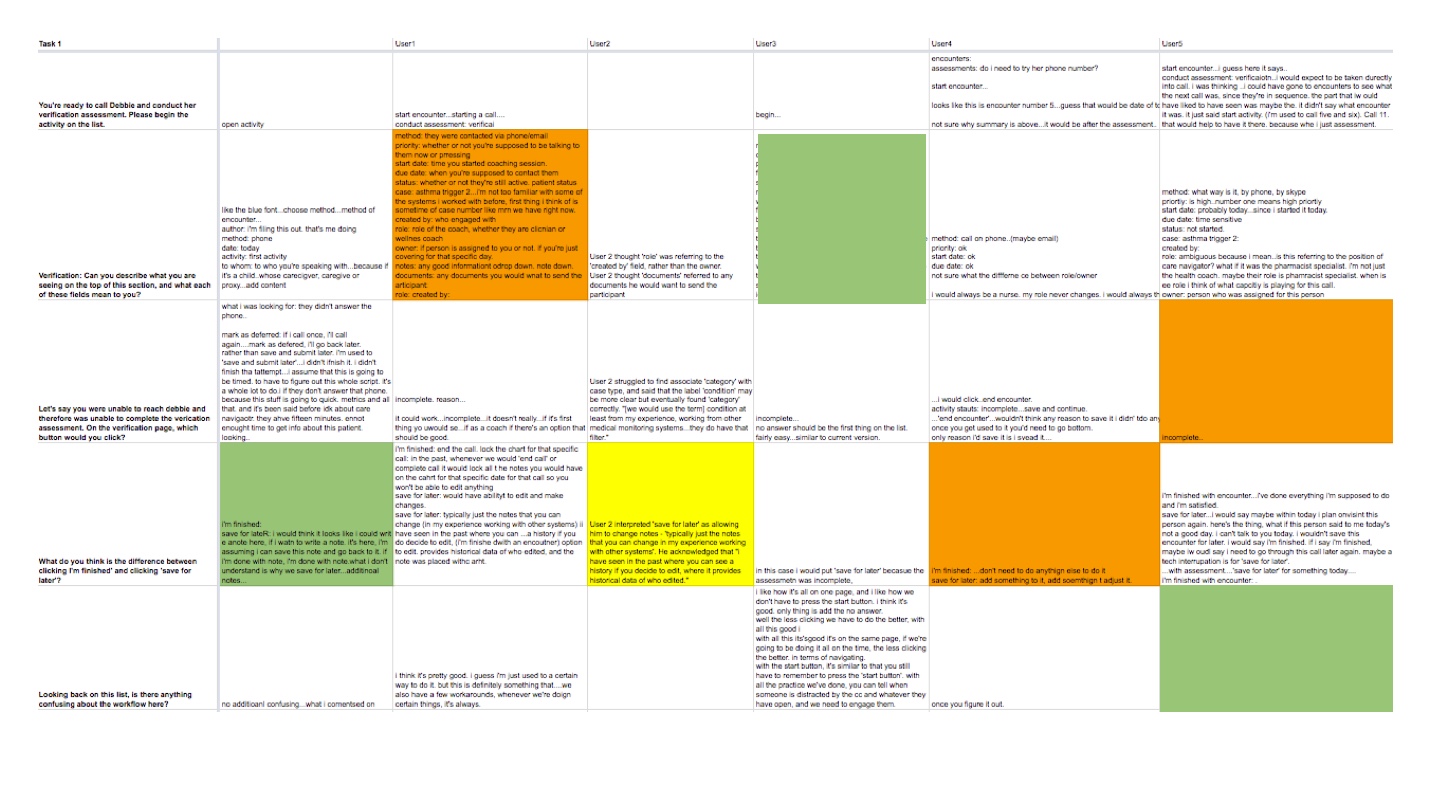 Task 1
User1
User2
User3
User4
User5
You're ready to call Debbie and conduct her
verification assessment. Please begin the
activity on the list.
open activity
start encounter...starting a call....
conduct assessment: verificai
begin...
encounters:
assessments: do i need to try her phone number?
start encounter...
looks like this is encounter number 5...guess that would be date of to
not sure why summary is above...it would be after the assessment..
start encounter...i guess here it says..
conduct assessment: verificaiotn..i would expect to be taken durectly
into call. i was thinking ..i could have gone to encounters to see what
the next call was, since they're in sequence. the part that iw ould
have liked to have seen was maybe the. it didn't say what encounter
it was. it just said start activity. (i'm used to call five and six). Call 11.
that would help to have it there. because whe i just assessment.
Verification: Can you describe what you are
seeing on the top of this section, and what each
of these fields mean to you?
like the blue font...choose method...method of
encounter...
author: i'm filing this out. that's me doing
method: phone
date: today
activity: first activity
to whom: to who you're speaking with...because if
it's a child..whose carecigver, caregive or
proxy...add content
method: they were contacted via phone/email
priority: whether or not you're supposed to be talking to
them now or prressing
start date: time you started coaching session.
due date: when you're supposed to contact them
status: whether or not they're still active. patient status
case: asthma trigger 2...i'm not too familiar with some of
the systems i worked with before, first thing i think of is
sometime of case number like mrn we have right now.
created by: who engaged with
role: role of the coach, whether they are clicnian or
wellnes coach
owner: if person is assigned to you or not. if you're just
covering for that specific day.
notes: any good informationt odrop down. note down.
documents: any documents you would wnat to send the
articipant
role: created by:
User 2 thought 'role' was referring to the
'created by' field, rather than the owner.
User 2 thought 'documents' referred to any
documents he would want to send the
participant
method: call on phone..(maybe email)
priority: ok
start date: ok
due date: ok
not sure what the diffferne co between role/owner
i would always be a nurse. my role never changes. i would always th
method: what way is it, by phone, by skype
priortiy: is high..number one means high priortiy
start date: probably today...since i started it today.
due date: time sensitive
status: not started.
case: asthma trigger 2:
created by:
role: ambiguous because i mean..is this referring to the position of
care navigator? what if it was the pharmacist specialist. i'm not just
the health coach. maybe their role is phamracist specialist. when is
ee role i think of what capcitiy is playing for this call.
owner: person who was assigned for this person
Let's say you were unable to reach debbie and
therefore was unable to complete the verication
assessment. On the verification page, which
button would you click?
what i was looking for: they didn't answer the
phone..
mark as deferred: if i call once, i'll call
again....mark as defered, i'll go back later.
rather than save and submit later. i'm used to
'save and submit later'...i didn't ifnish it. i didn't
finish tha tattempt...i assume that this is going to
be timed. to have to figure out this whole script. it's
a whole lot to do.i if they don't answer that phone.
because this stuff is going to quick. metrics and all
that. and it's been said before idk about care
navigaotr. they ahve fifteen minutes. ennot
enought time to get info about this patient.
looking..
incomplete. reason...
it could work...incomplete...it doesn't really...if it's first
thing yo uwould se...if as a coach if there's an option that
should be good.
User 2 struggled to find associate 'category' with
case type, and said that the label 'condition' may
be more clear but eventually found 'category'
correctly. "[we would use the term] condition at
least from my experience, working from other
medical monitoring systems...they do have that
filter."
incomplete...
no answer should be the first thing on the list.
fairly easy...similar to current version.
...i would click..end encounter.
activity stauts: incomplete...save and continue.
...'end encounter'...wouldn't think any reason to save it i didn' tdo any
once you get used to it you'd need to go bottom.
only reason i'd save it is i svead it....
incomplete..
What do you think is the difference between
clicking I'm finished' and clicking 'save for
later'?
i'm finished:
save for lateR: i would think it looks like i could writ
e anote here, if i watn to write a note. it's here, i'm
assuming i can save this note and go back to it. if
i'm done with note, i'm done with note.what i don't
understand is why we save for later...additinoal
notes...
I'm finished: end the call. lock the chart for that specific
call: in the past, whenever we would 'end call' or
complete call it would lock all t he notes you would have
on the cahrt for that specific date for that call so you
won't be able to edit anything
save for later: would have abilityt to edit and make
changes.
save for later: typically just the notes that you can
change (in my experience working with other systems) ii
have seen in the past where you can ...a history if you
do decide to edit, (i'm finishe dwith an encoutner) option
to edit. provides historical data of who edited, and the
note was placed withc arht.
User 2 interpreted 'save for later' as allowing
him to change notes - 'typically just the notes
that you can change in my experience working
with other systems'. He acknowledged that "i
have seen in the past where you can see a
history if you decide to edit, where it provides
historical data of who edited."
in this case i would put 'save for later' becasue the
assessmetn was incomplete,
i'm finished: ...don't need to do anythign else to do it
save for later: add something to it, add soemthign t adjust it.
i'm finished with encounter...i've done everything i'm supposed to do
and i'm satisfied.
save for later...i would say maybe within today i plan onvisint this
person again. here's the thing, what if this person said to me today's
not a good day. i can't talk to you today. i wouldn't save this
encounter for later. i would say i'm finished. if i say i'm finished,
maybe iw oudl say i need to go through this call later again. maybe a
tech interrupation is for 'save for later'.
...with assessment....'save for later' for something today....
i'm finished with encounter: .
Looking back on this list, is there anything
confusing about the workflow here?
no additioanl confusing...what i comentsed on
i think it's pretty good. i guess i'm just used to a certain
way to do it. but this is definitely something that....we
also have a few workarounds, whenever we're doign
certain things, it's always.
i like how it's all on one page, and i like how we
don't have to press the start button. i think it's
good. only thing is add the no answer.
well the less clicking we have to do the better, with
all this good i
with all this its'sgood it's on the same page, if we're
going to be doing it all on the time, the less clicking
the better. in terms of navigating.
with the start button, it's similar to that you still
have to remember to press the 'start button'. with
all the practice we've done, you can tell when
someone is distracted by the cc and whatever they
have open, and we need to engage them.
once you figure it out.